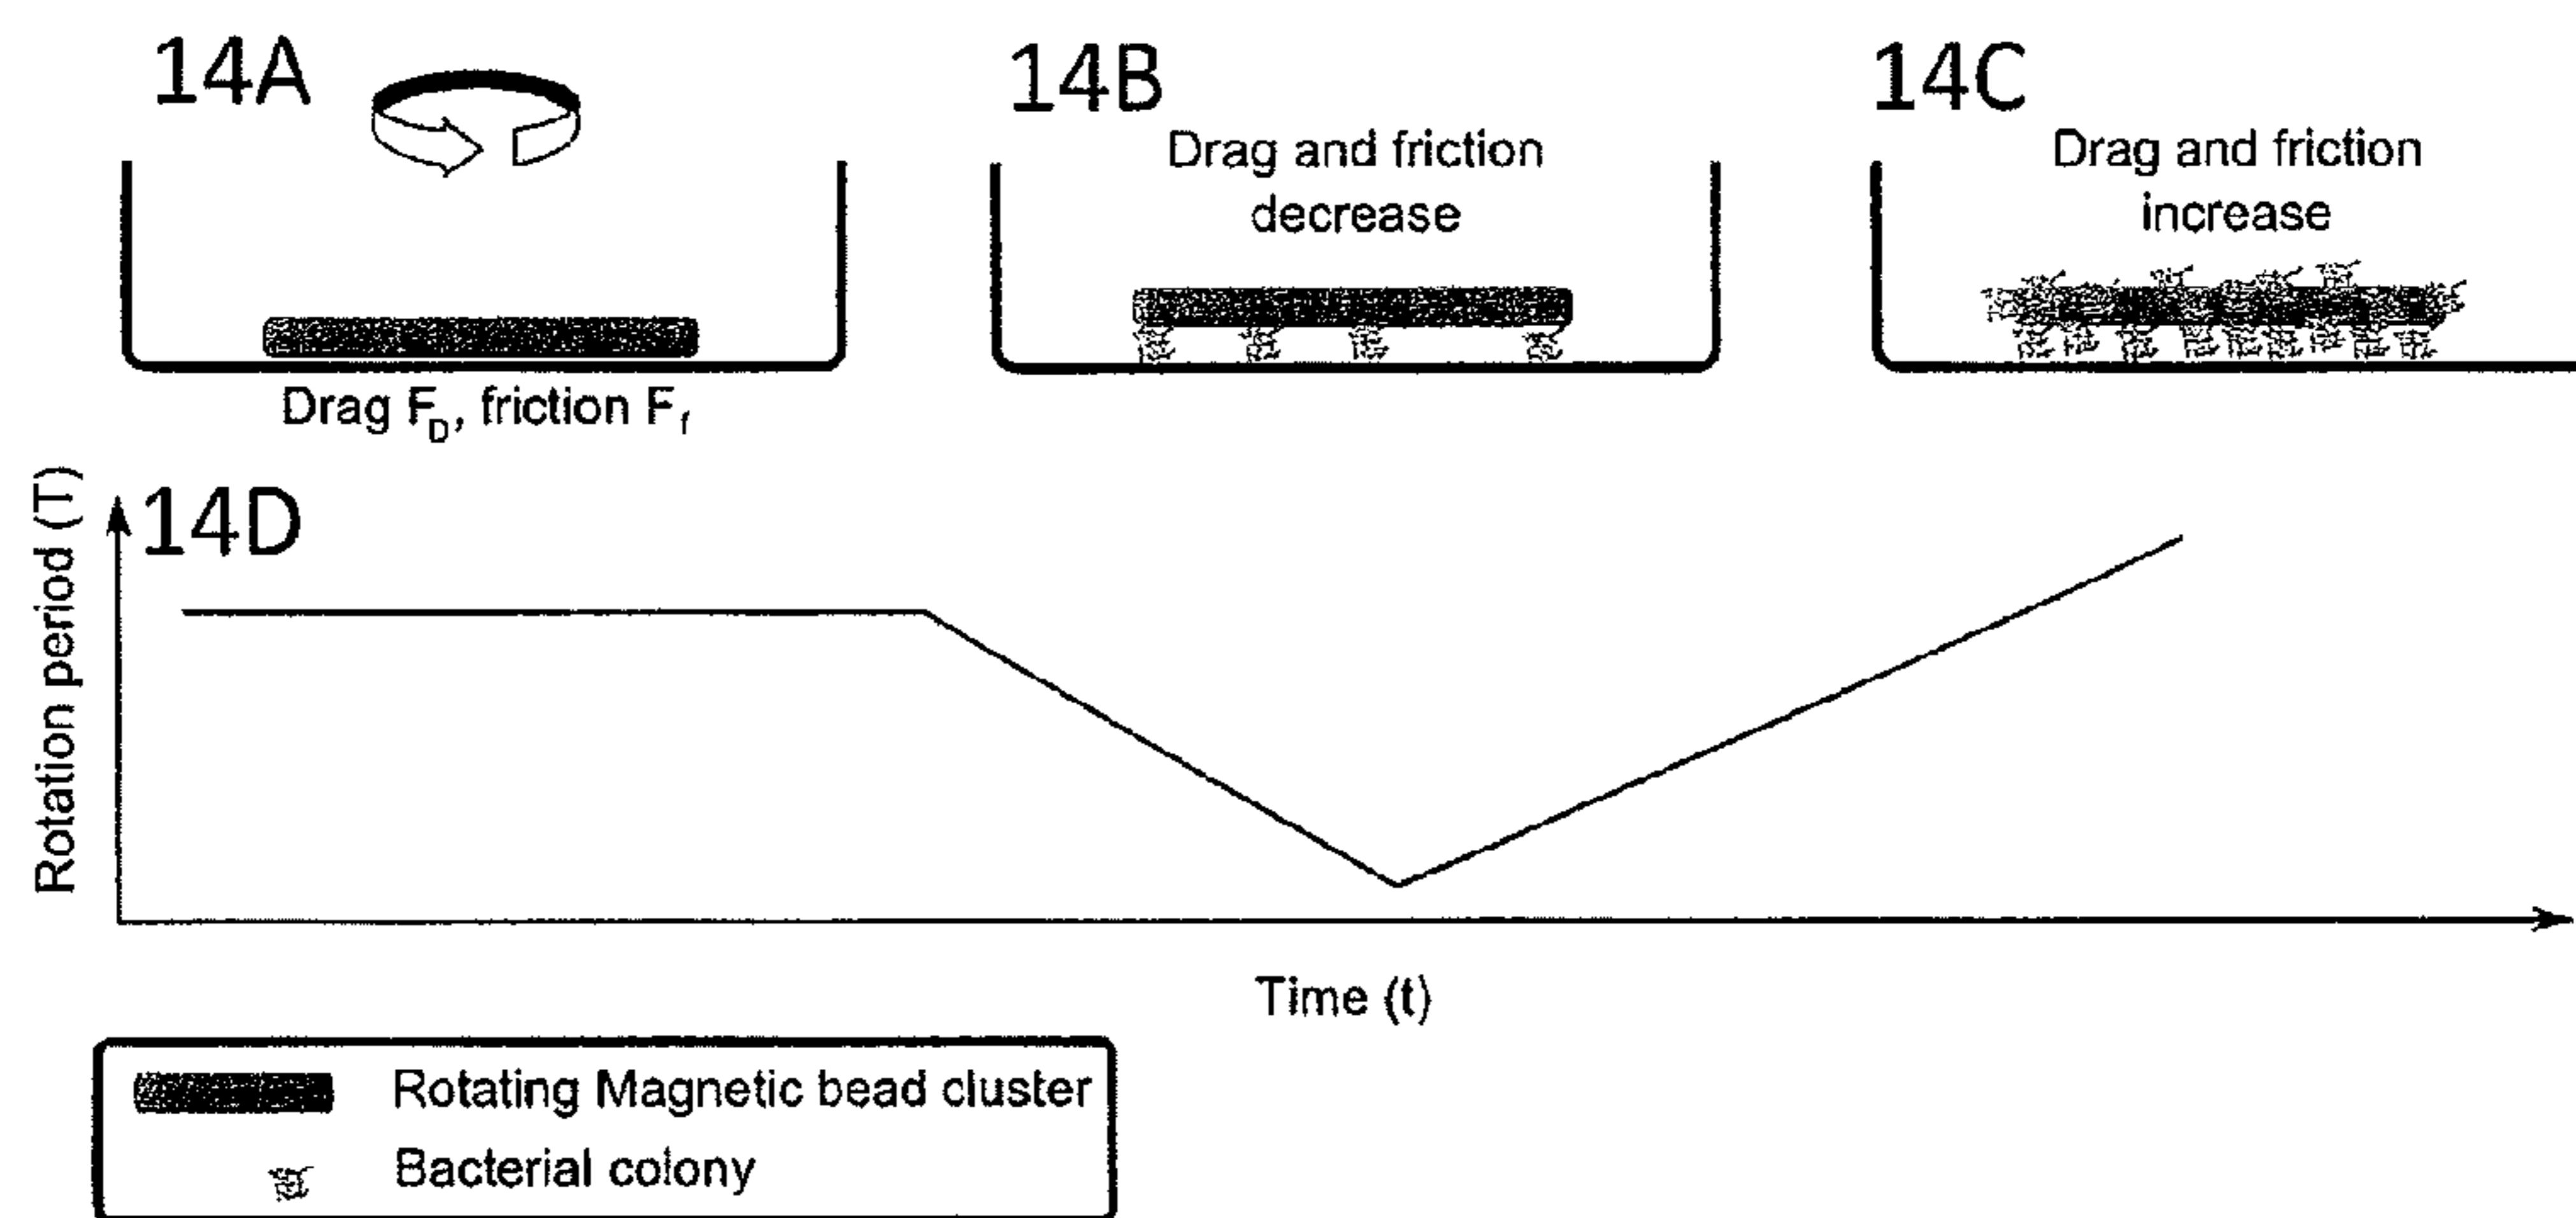 14A
14B
14C
Drag and friction
decrease
Drag and friction
increase
Drag F_D, friction F_f
14D
Rotation period (T)
Time (t)
Rotating Magnetic bead cluster
Bacterial colony